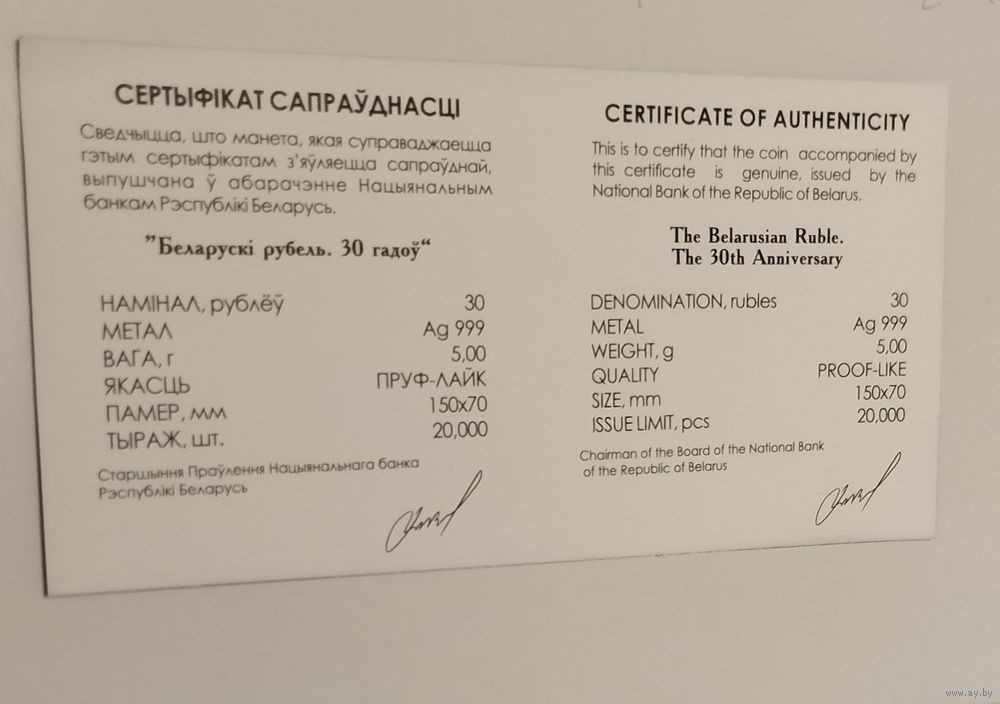 СЕРТЫФІКАТ САПРАЎДНАСЦІ
Сведчыцца, што манета, якая суправаджаецца
гэтым сертыфікатам з'яўляецца сапраўднай,
выпушчана ў абарачэнне Нацыянальным
банкам Рэспублікі Беларусь.
"Беларускі рубель. 30 гадоў“
НАМІНАЛ, рублёў 30
МЕТАЛ Ag 999
ВАГА, г 5,00
ЯКАСЦЬ ПРУФ-ЛАЙК
ПАМЕР, мм 150х70
ТЫРАЖ, шт. 20,000
Старшыння Праўлення Нацыянальнага банка
Рэспублікі Беларусь
CERTIFICATE OF AUTHENTICITY
This is to certify that the coin accompanied by
this certificate is genuine, issued by the
National Bank of the Republic of Belarus.
The Belarusian Ruble.
The 30th Anniversary
DENOMINATION, rubles 30
METAL Ag 999
WEIGHT, g 5,00
QUALITY PROOF-LIKE
SIZE, mm 150x70
ISSUE LIMIT, pcs 20,000
Chairman of the Board of the National Bank
of the Republic of Belarus
www.ay.by